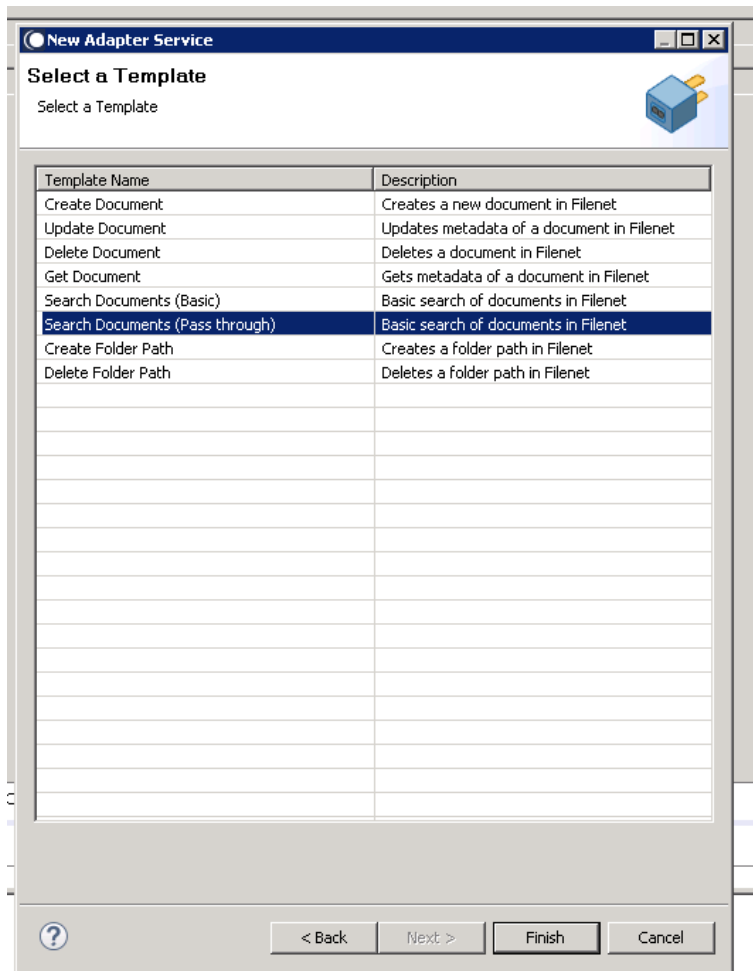 New Adapter Service
Select a Template
Select a Template
Template Name Description
Create Document Creates a new document in Filenet
Update Document Updates metadata of a document in Filenet
Delete Document Deletes a document in Filenet
Get Document Gets metadata of a document in Filenet
Search Documents (Basic) Basic search of documents in Filenet
Search Documents (Pass through) Basic search of documents in Filenet
Create Folder Path Creates a folder path in Filenet
Delete Folder Path Deletes a folder path in Filenet
? < Back Next > Finish Cancel